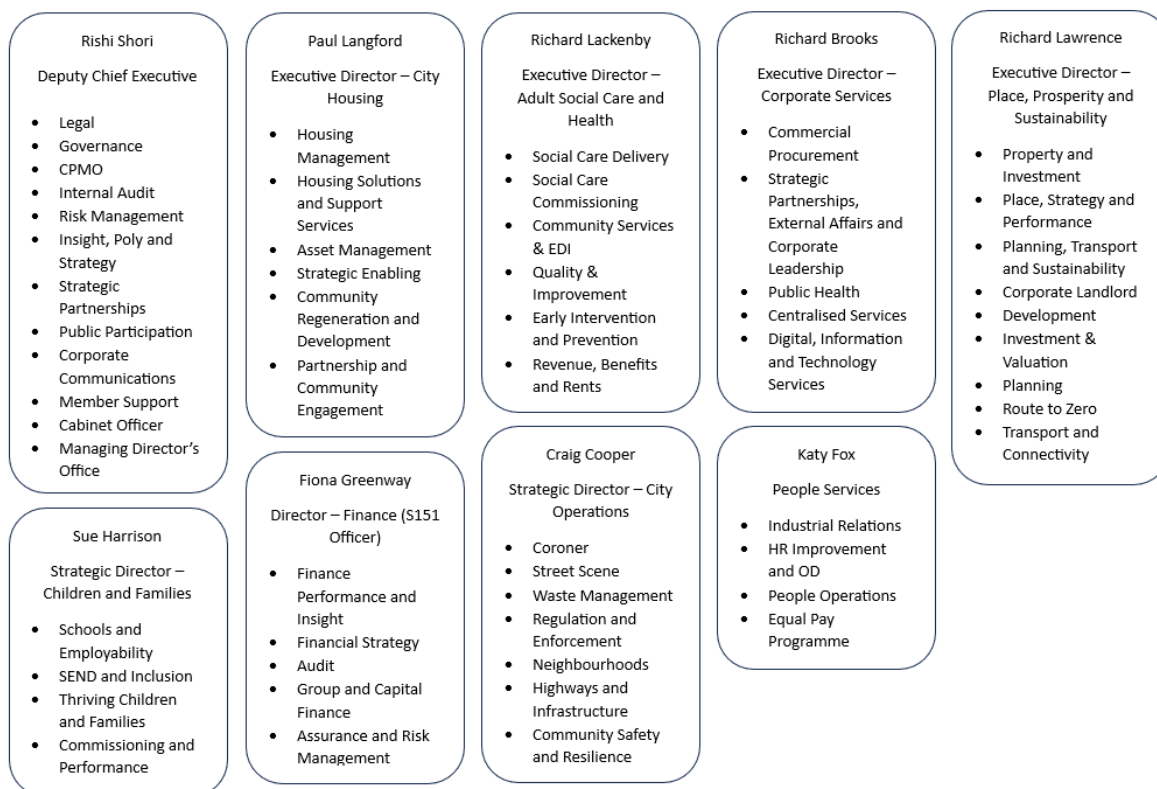 Rishi Shori
Deputy Chief Executive
• Legal
• Governance
• CPMO
• Internal Audit
• Risk Management
• Insight, Poly and
Strategy
• Strategic
Partnerships
• Public Participation
• Corporate
Communications
• Member Support
• Cabinet Officer
• Managing Director’s
Office
Paul Langford
Executive Director – City
Housing
• Housing
Management
• Housing Solutions
and Support
Services
• Asset Management
• Strategic Enabling
• Community
Regeneration and
Development
• Partnership and
Community
Engagement
Richard Lackenby
Executive Director –
Adult Social Care and
Health
• Social Care Delivery
• Social Care
Commissioning
• Community Services
& EDI
• Quality &
Improvement
• Early Intervention
and Prevention
• Revenue, Benefits
and Rents
Richard Brooks
Executive Director –
Corporate Services
• Commercial
Procurement
• Strategic
Partnerships,
External Affairs and
Corporate
Leadership
• Public Health
• Centralised Services
• Digital, Information
and Technology
Services
Richard Lawrence
Executive Director –
Place, Prosperity and
Sustainability
• Property and
Investment
• Place, Strategy and
Performance
• Planning, Transport
and Sustainability
• Corporate Landlord
• Development
• Investment &
Valuation
• Planning
• Route to Zero
• Transport and
Connectivity
Sue Harrison
Strategic Director –
Children and Families
• Schools and
Employability
• SEND and Inclusion
• Thriving Children
and Families
• Commissioning and
Performance
Fiona Greenway
Director – Finance (S151
Officer)
• Finance
Performance and
Insight
• Financial Strategy
• Audit
• Group and Capital
Finance
• Assurance and Risk
Management
Craig Cooper
Strategic Director – City
Operations
• Coroner
• Street Scene
• Waste Management
• Regulation and
Enforcement
• Neighbourhoods
• Highways and
Infrastructure
• Community Safety
and Resilience
Katy Fox
People Services
• Industrial Relations
• HR Improvement
and OD
• People Operations
• Equal Pay
Programme